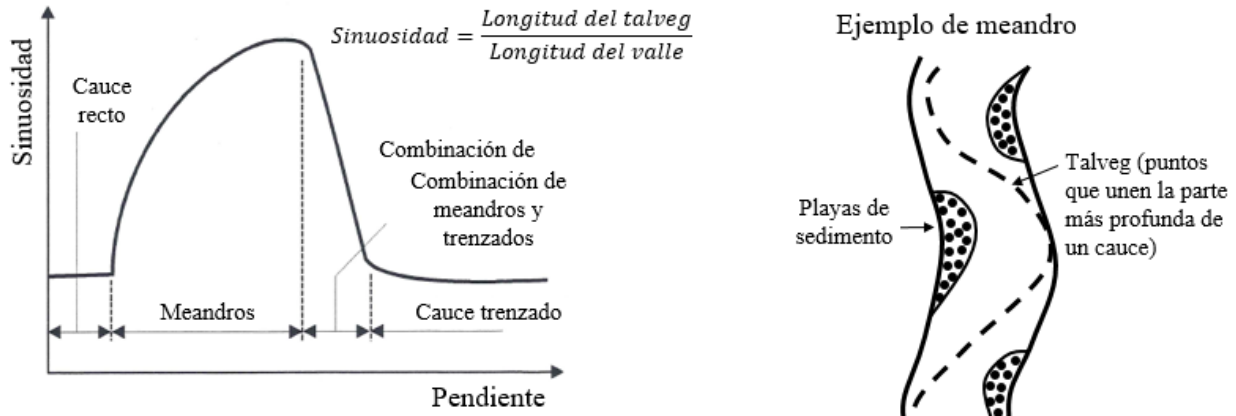 Sinuosidad
Sinuosidad = Longitud del talveg / Longitud del valle
Cauce
recto
Combinación de
Combinación de
meandros y
trenzados
Meandros
Cauce trenzado
Pendiente
Ejemplo de meandro
Playas de
sedimento
Talveg (puntos
que unen la parte
más profunda de
un cauce)